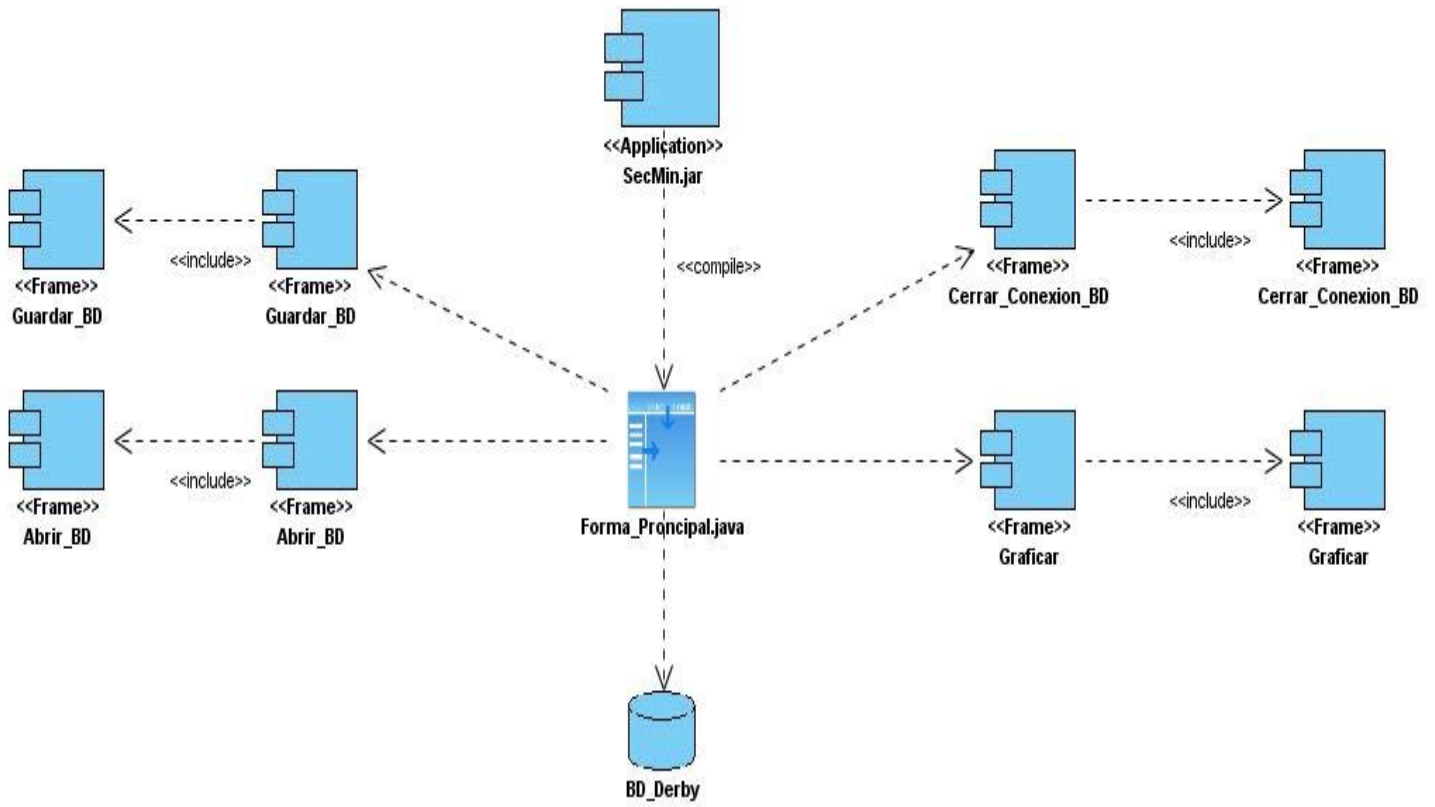 <<Application>>
SecMin.jar
<<compile>>
<<Frame>>
Guardar_BD
<<include>>
<<Frame>>
Guardar_BD
<<Frame>>
Cerrar_Conexion_BD
<<include>>
<<Frame>>
Cerrar_Conexion_BD
<<Frame>>
Abrir_BD
<<include>>
<<Frame>>
Abrir_BD
Forma_Proncipal.java
<<Frame>>
Graficar
<<include>>
<<Frame>>
Graficar
BD_Derby